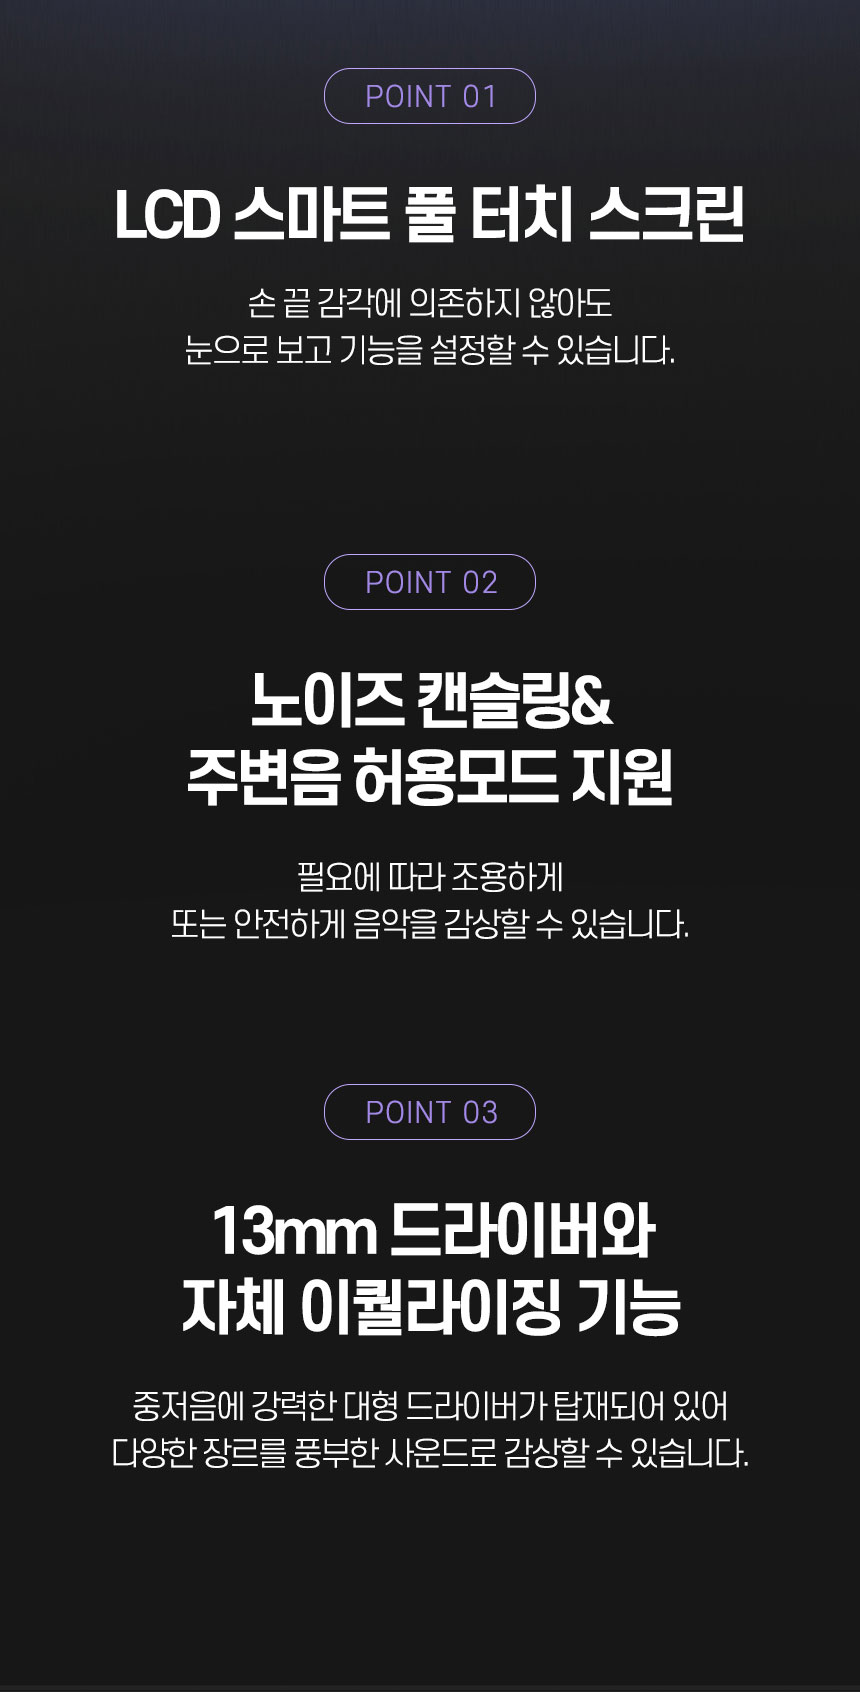 POINT 01
LCD 스마트 풀 터치 스크린
손 끝 감각에 의존하지 않아도
눈으로 보고 기능을 설정할 수 있습니다.
POINT 02
노이즈 캔슬링&
주변음 허용모드 지원
필요에 따라 조용하게
또는 안전하게 음악을 감상할 수 있습니다.
POINT 03
13mm 드라이버와
자체 이퀄라이징 기능
중저음에 강력한 대형 드라이버가 탑재되어 있어
다양한 장르를 풍부한 사운드로 감상할 수 있습니다.